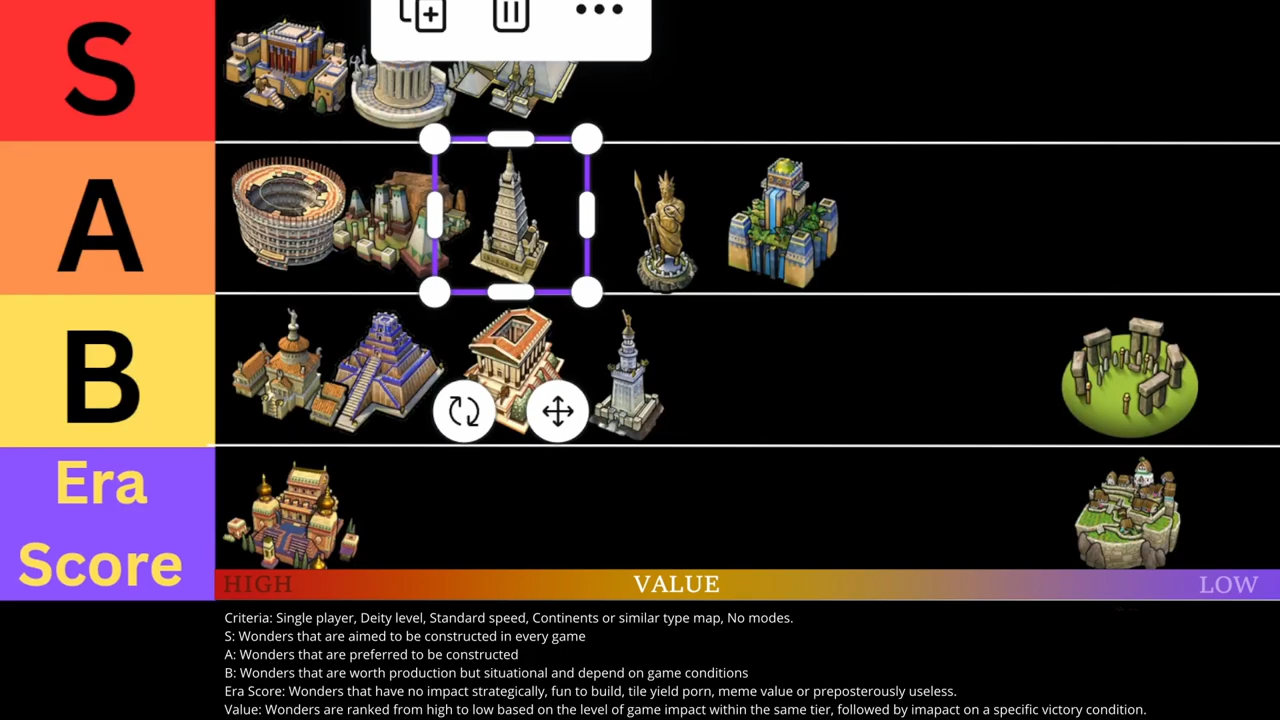 S
A
B
Era
Score
HIGH VALUE LOW
Criteria: Single player, Deity level, Standard speed, Continents or similar type map, No modes.
S: Wonders that are aimed to be constructed in every game
A: Wonders that are preferred to be constructed
B: Wonders that are worth production but situational and depend on game conditions
Era Score: Wonders that have no impact strategically, fun to build, tile yield porn, meme value or preposterously useless.
Value: Wonders are ranked from high to low based on the level of game impact within the same tier, followed by imapact on a specific victory condition.